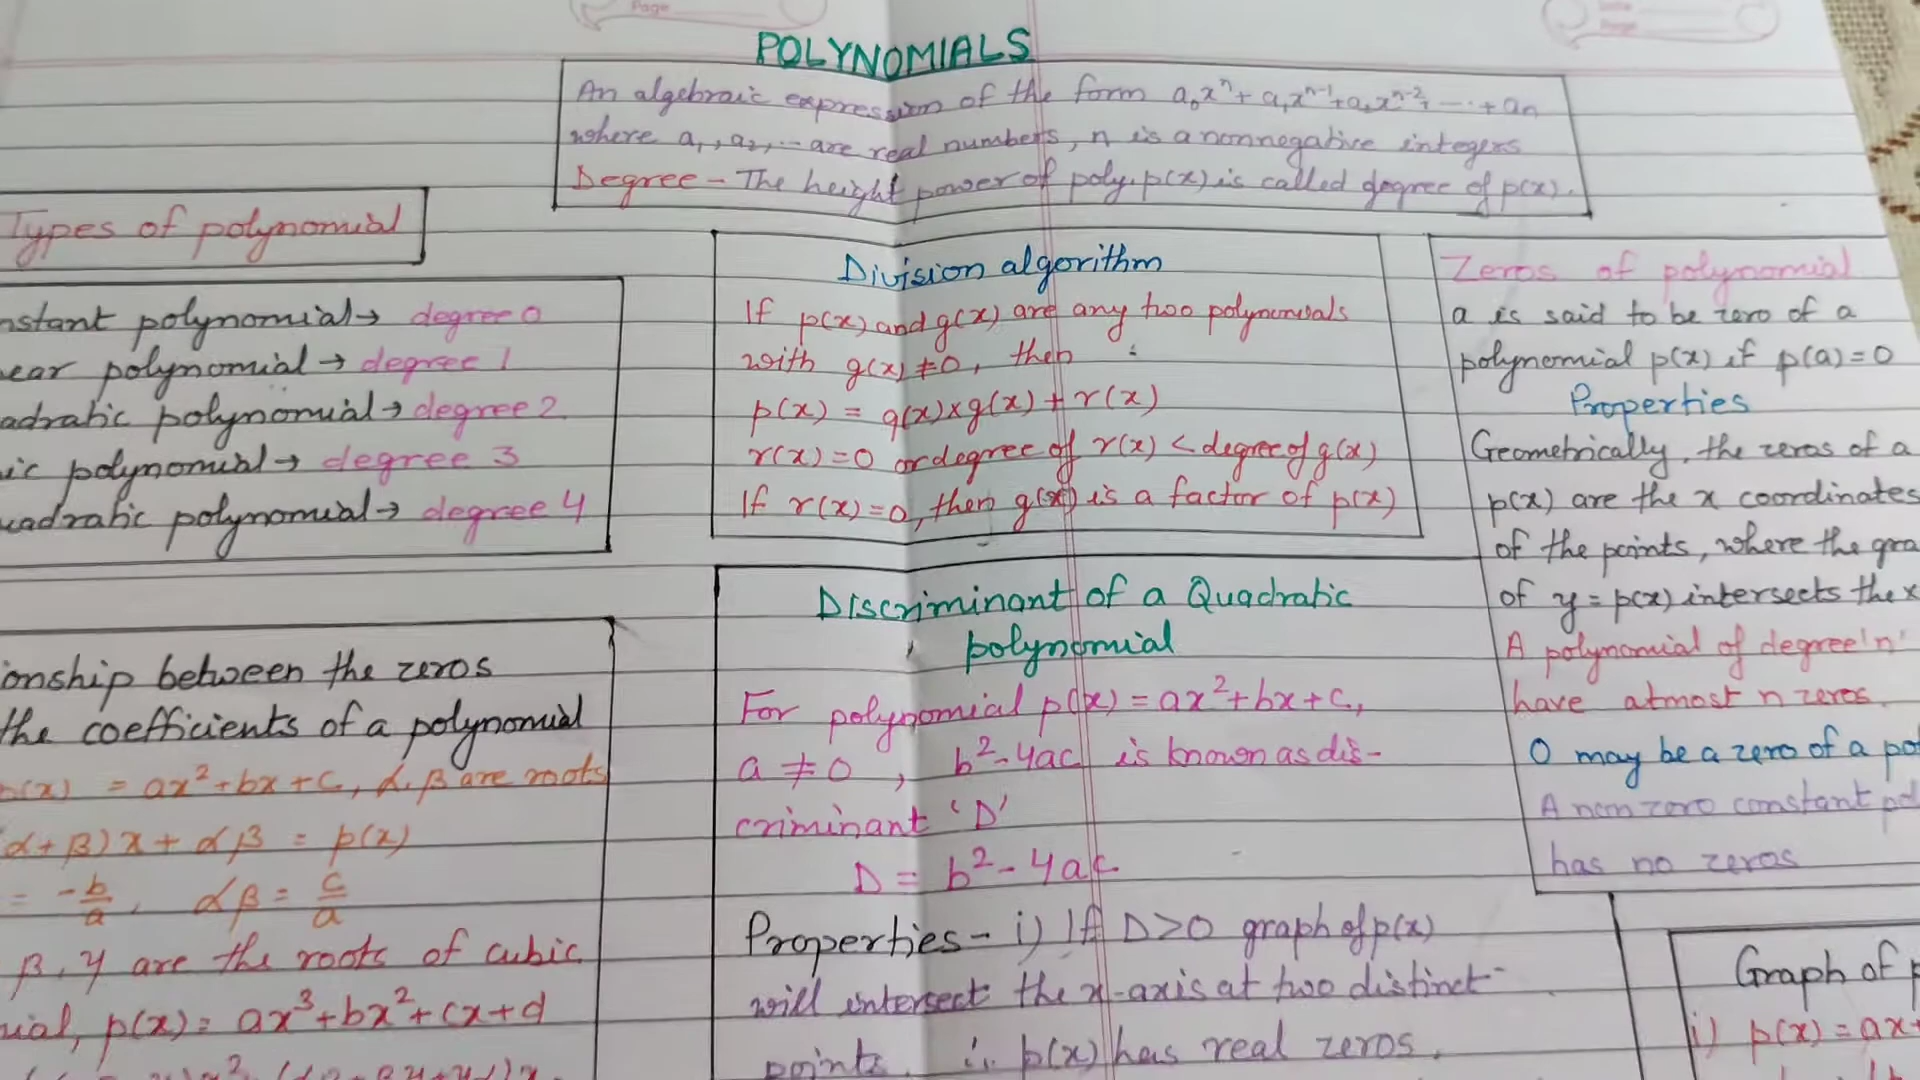 Page
POLYNOMIALS
An algebraic expression of the form a₀xⁿ + a₁xⁿ⁻¹ + a₂xⁿ⁻² + --- + aₙ
where a₁, a₂, -- are real numbers, n is a nonnegative integers
Degree - The height power of poly. p(x) is called degree of p(x).
Types of polynomial
nstant polynomial → degree 0
ear polynomial → degree 1
adratic polynomial → degree 2
ic polynomial → degree 3
uadratic polynomial → degree 4
Division algorithm
If p(x) and g(x) are any two polynomials
with g(x) ≠ 0, then
p(x) = q(x) x g(x) + r(x)
r(x) = 0 or degree of r(x) < degree of g(x)
If r(x) = 0, then g(x) is a factor of p(x)
Zeros of polynomial
a is said to be zero of a
polynomial p(x) if p(a) = 0
Properties
Geometrically, the zeros of a
p(x) are the x coordinates
of the points, where the gra
of y = p(x) intersects the x
A polynomial of degree 'n'
have atmost n zeros.
0 may be a zero of a pol
A non zero constant pol
has no zeros
onship between the zeros
the coefficients of a polynomial
p(x) = ax² + bx + c, α, β are roots
α + β) x + αβ = p(x)
= -b/a, αβ = c/a
β, γ are the roots of cubic
mial, p(x) = ax³ + bx² + cx + d
Discriminant of a Quadratic
polynomial
For polynomial p(x) = ax² + bx + c,
a ≠ 0, b² - 4ac is known as dis-
criminant 'D'
D = b² - 4ac
Properties - i) If D > 0 graph of p(x)
will intersect the x-axis at two distinct
points. ∴ p(x) has real zeros.
Graph of p
i) p(x) = ax+